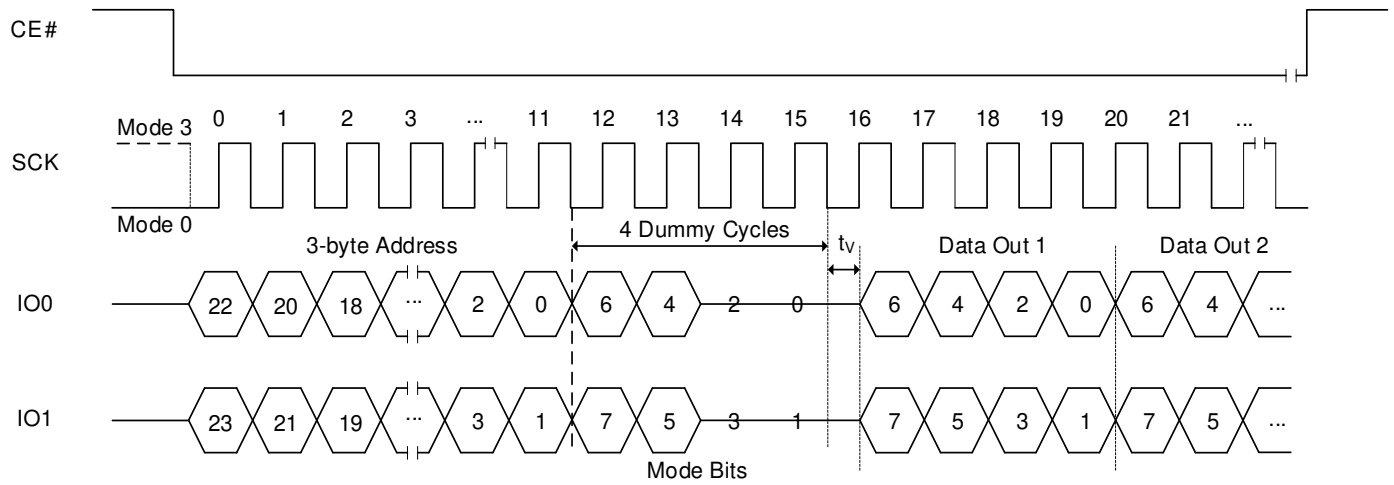 CE#
0 1 2 3 ... 11 12 13 14 15 16 17 18 19 20 21 ...
Mode 3
SCK
Mode 0
3-byte Address 4 Dummy Cycles tV Data Out 1 Data Out 2
IO0 22 20 18 ... 2 0 6 4 2 0 6 4 2 0 6 4 ...
IO1 23 21 19 ... 3 1 7 5 3 1 7 5 3 1 7 5 ...
Mode Bits